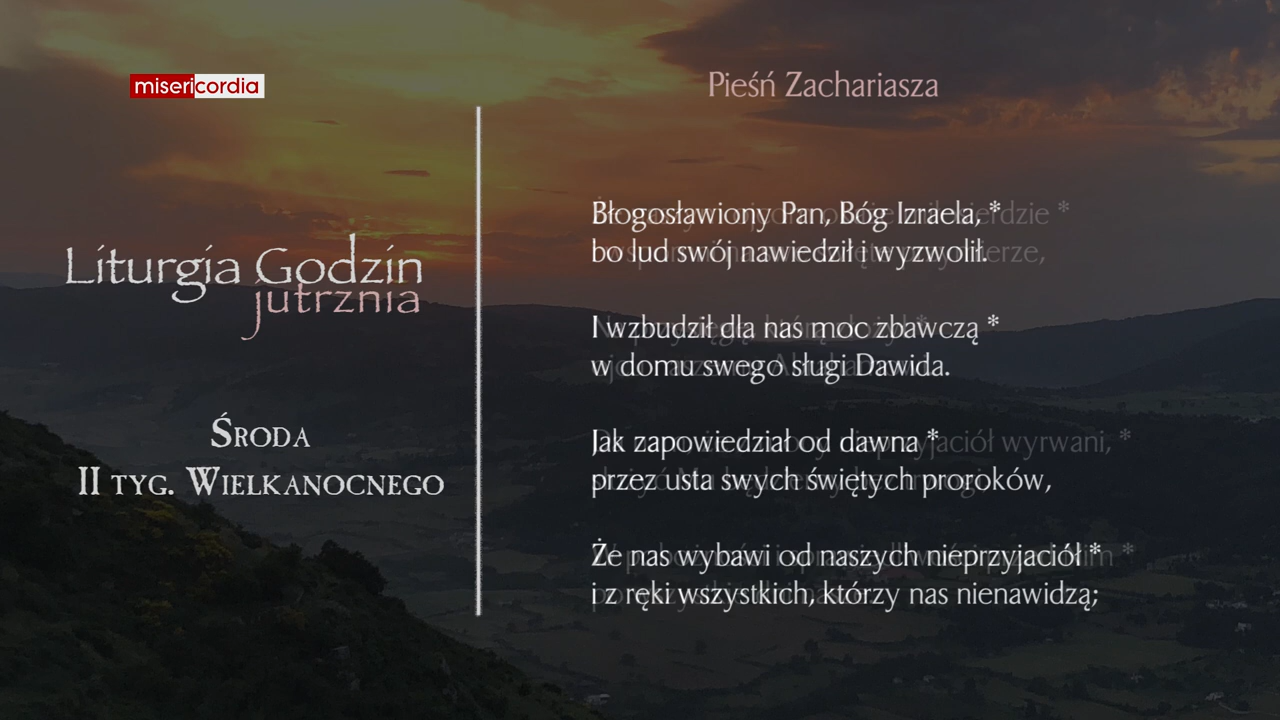 misericordia
Pieśń Zachariasza
Liturgia Godzin
jutrznia
Środa
II tyg. Wielkanocnego
Błogosławiony Pan, Bóg Izraela, *
bo lud swój nawiedził i wyzwolił.
I wzbudził dla nas moc zbawczą *
w domu swego sługi Dawida.
Jak zapowiedział od dawna *
przez usta swych świętych proroków,
Że nas wybawi od naszych nieprzyjaciół *
i z ręki wszystkich, którzy nas nienawidzą;